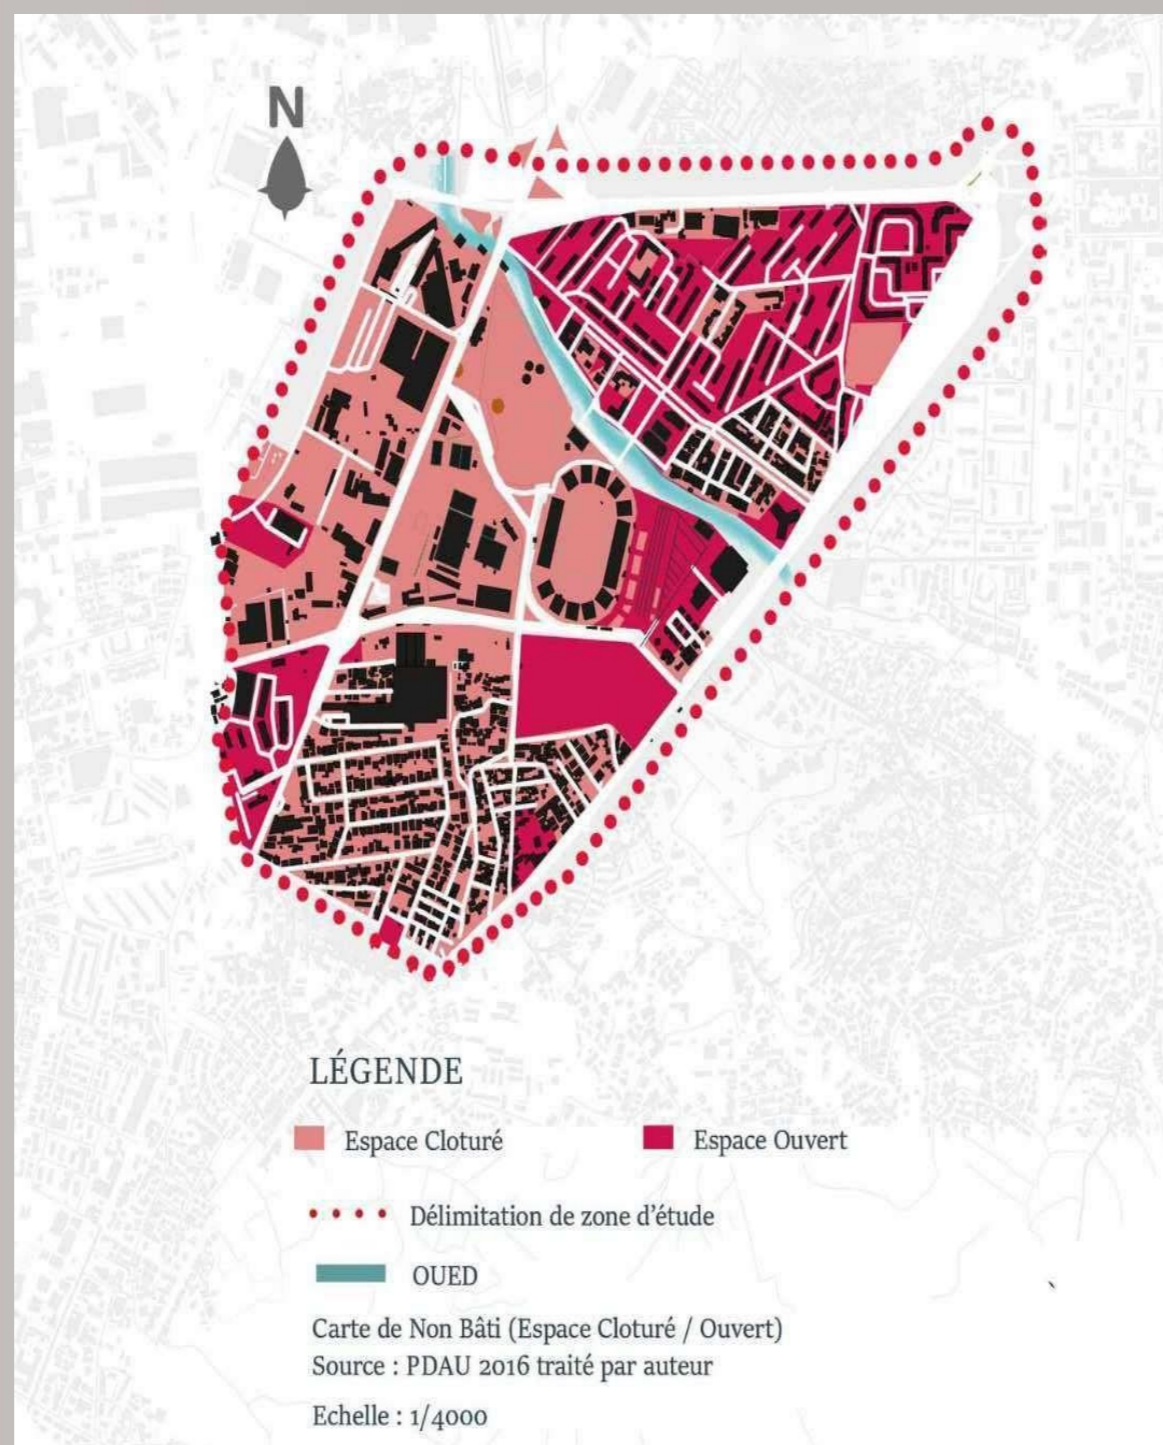 N
LÉGENDE
Espace Cloturé
Espace Ouvert
Délimitation de zone d'étude
OUED
Carte de Non Bâti (Espace Cloturé / Ouvert)
Source : PDAU 2016 traité par auteur
Echelle : 1/4000